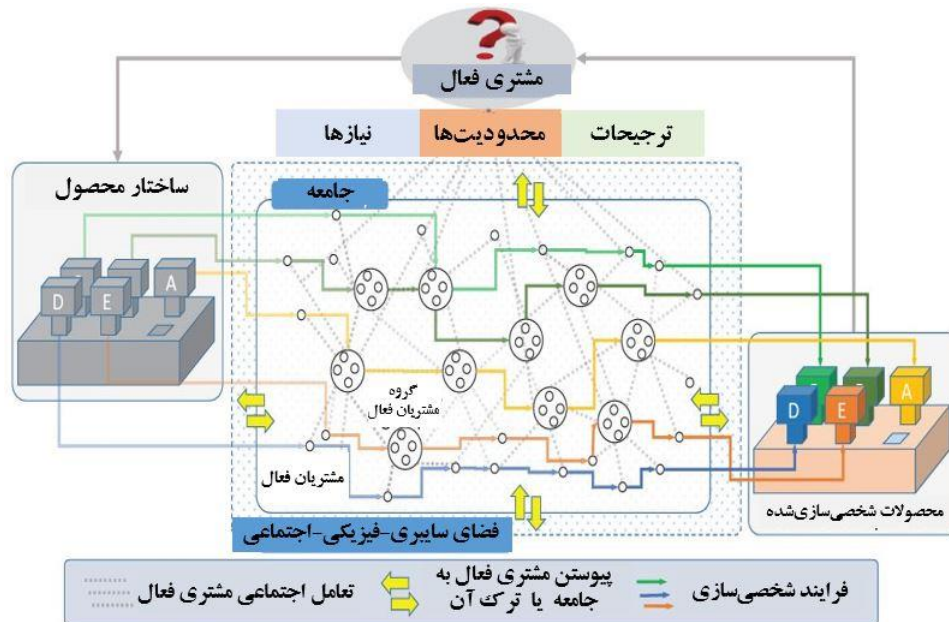 مشتری فعال
ترجیحات
محدودیت‌ها
نیازها
ساختار محصول
جامعه
A
D
E
گروه
مشتریان فعال
مشتریان فعال
فضای سایبری-فیزیکی-اجتماعی
A
D
E
محصولات شخصی‌سازی‌شده
فرایند شخصی‌سازی
پیوستن مشتری فعال به
جامعه یا ترک آن
تعامل اجتماعی مشتری فعال